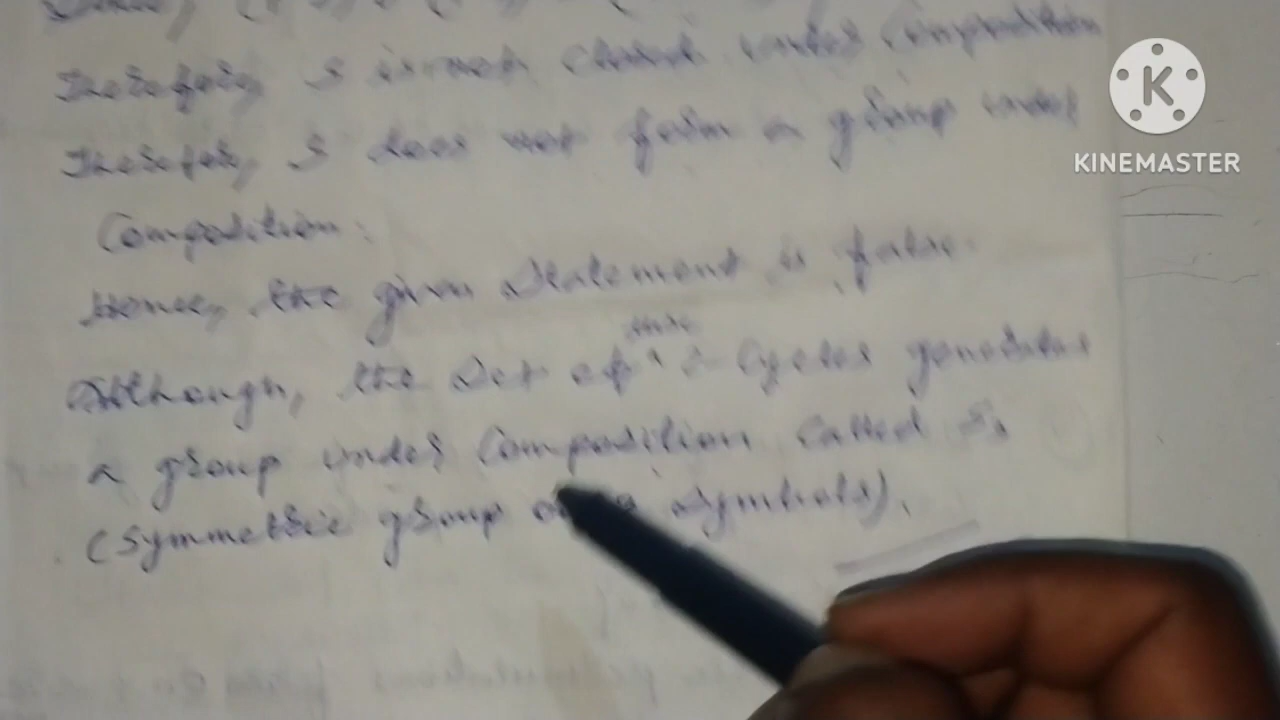 Therefore, S is not closed under composition
Therefore, S does not form a group under
Composition.
Hence, the given statement is false.
Although, the set of 2-cycles generates
a group under composition called
(Symmetric group symbols).
K
KINEMASTER